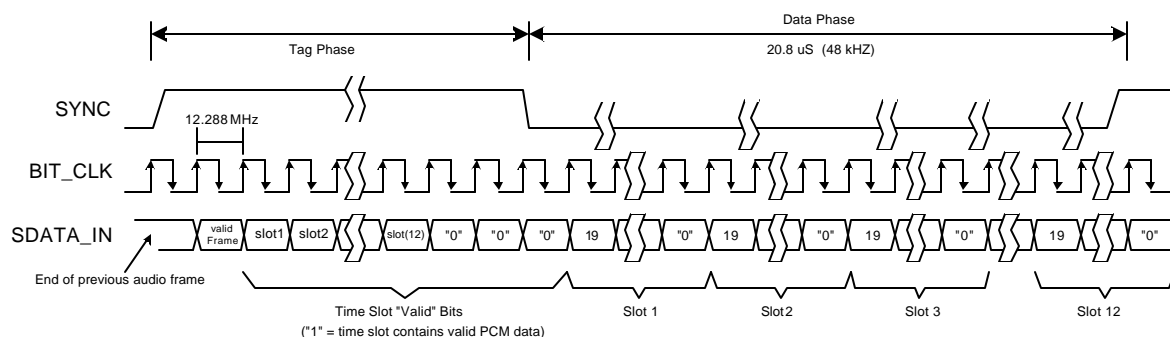 Data Phase
Tag Phase
20.8 uS (48 kHZ)
SYNC
12.288 MHz
BIT_CLK
SDATA_IN
valid
Frame
slot1
slot2
slot(12)
"0"
"0"
"0"
19
"0"
19
"0"
19
"0"
19
"0"
End of previous audio frame
Time Slot "Valid" Bits
("1" = time slot contains valid PCM data)
Slot 1
Slot2
Slot 3
Slot 12